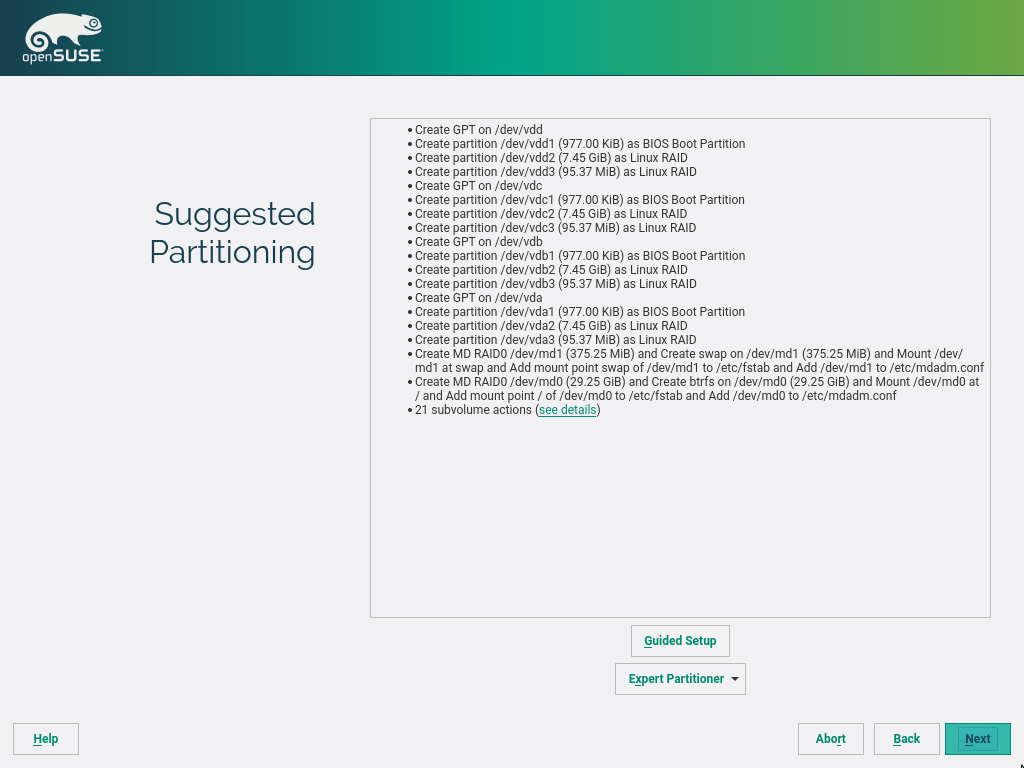 openSUSE
Suggested
Partitioning
• Create GPT on /dev/vdd
• Create partition /dev/vdd1 (977.00 KiB) as BIOS Boot Partition
• Create partition /dev/vdd2 (7.45 GiB) as Linux RAID
• Create partition /dev/vdd3 (95.37 MiB) as Linux RAID
• Create GPT on /dev/vdc
• Create partition /dev/vdc1 (977.00 KiB) as BIOS Boot Partition
• Create partition /dev/vdc2 (7.45 GiB) as Linux RAID
• Create partition /dev/vdc3 (95.37 MiB) as Linux RAID
• Create GPT on /dev/vdb
• Create partition /dev/vdb1 (977.00 KiB) as BIOS Boot Partition
• Create partition /dev/vdb2 (7.45 GiB) as Linux RAID
• Create partition /dev/vdb3 (95.37 MiB) as Linux RAID
• Create GPT on /dev/vda
• Create partition /dev/vda1 (977.00 KiB) as BIOS Boot Partition
• Create partition /dev/vda2 (7.45 GiB) as Linux RAID
• Create partition /dev/vda3 (95.37 MiB) as Linux RAID
• Create MD RAID0 /dev/md1 (375.25 MiB) and Create swap on /dev/md1 (375.25 MiB) and Mount /dev/
md1 at swap and Add mount point swap of /dev/md1 to /etc/fstab and Add /dev/md1 to /etc/mdadm.conf
• Create MD RAID0 /dev/md0 (29.25 GiB) and Create btrfs on /dev/md0 (29.25 GiB) and Mount /dev/md0 at
/ and Add mount point / of /dev/md0 to /etc/fstab and Add /dev/md0 to /etc/mdadm.conf
• 21 subvolume actions (see details)
Guided Setup
Expert Partitioner
Help
Abort
Back
Next